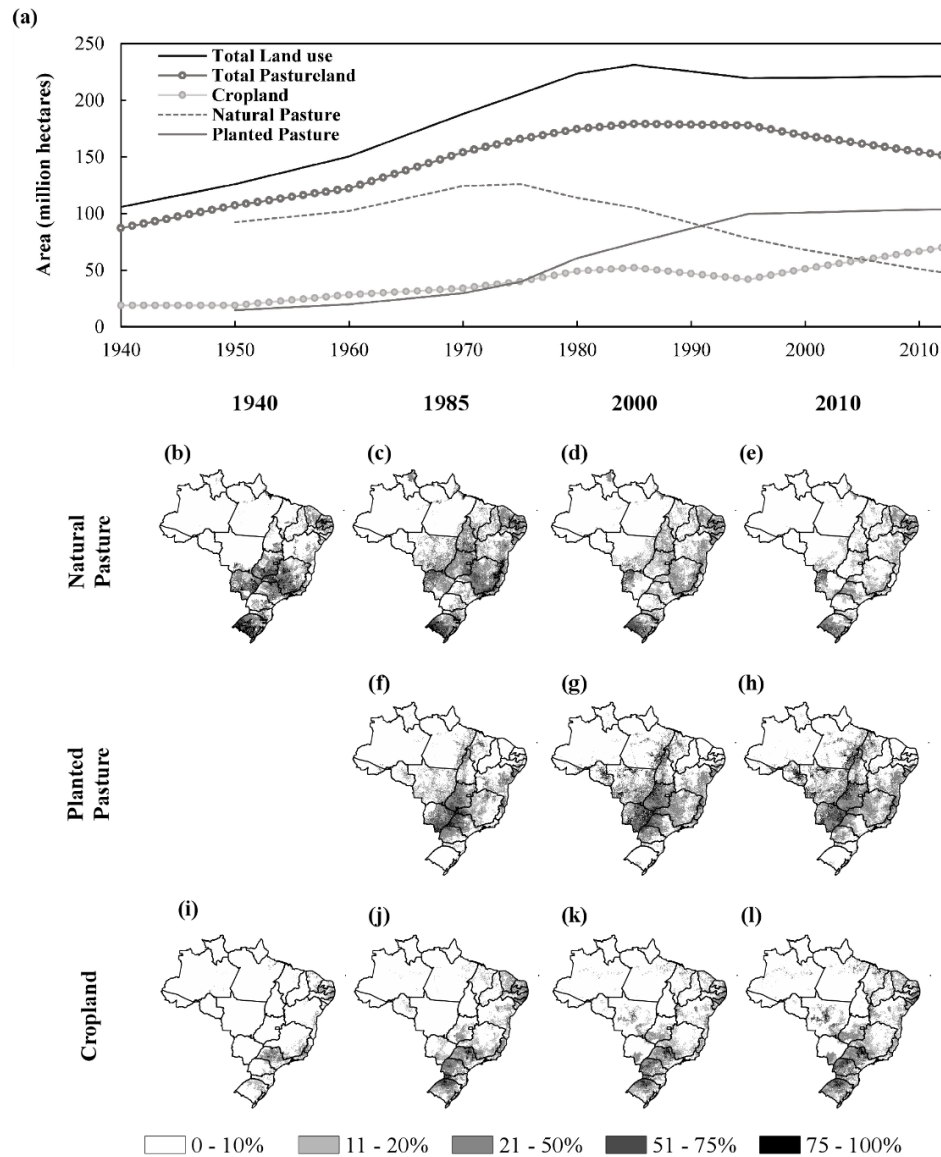 (a)
250
200
150
100
50
0
Area (million hectares)
Total Land use
Total Pastureland
Cropland
Natural Pasture
Planted Pasture
1940 1950 1960 1970 1980 1990 2000 2010
1940 1985 2000 2010
(b) (c) (d) (e)
Natural
Pasture
(f) (g) (h)
Planted
Pasture
(i) (j) (k) (l)
Cropland
0 - 10% 11 - 20% 21 - 50% 51 - 75% 75 - 100%